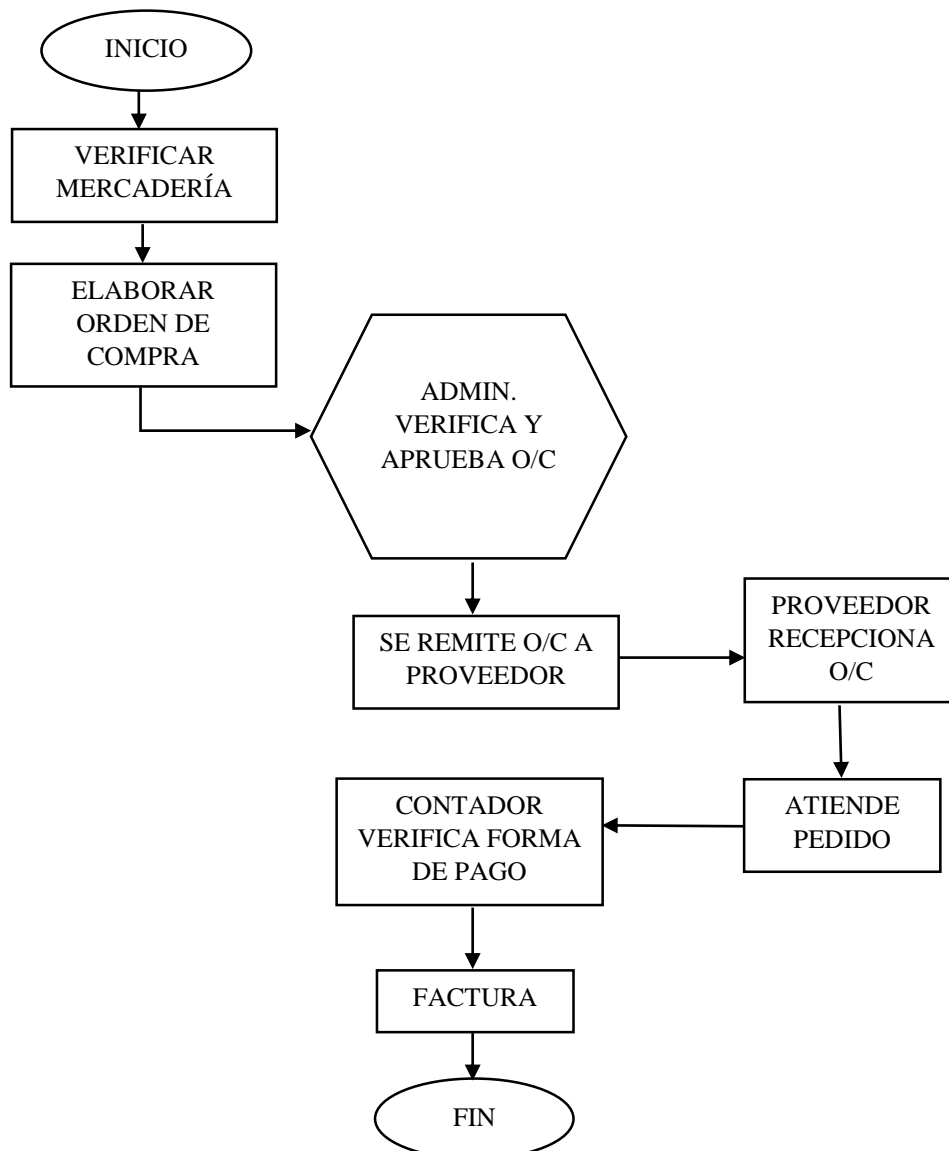 INICIO
VERIFICAR
MERCADERÍA
ELABORAR
ORDEN DE
COMPRA
ADMIN.
VERIFICA Y
APRUEBA O/C
SE REMITE O/C A
PROVEEDOR
PROVEEDOR
RECEPCIONA
O/C
ATIENDE
PEDIDO
CONTADOR
VERIFICA FORMA
DE PAGO
FACTURA
FIN